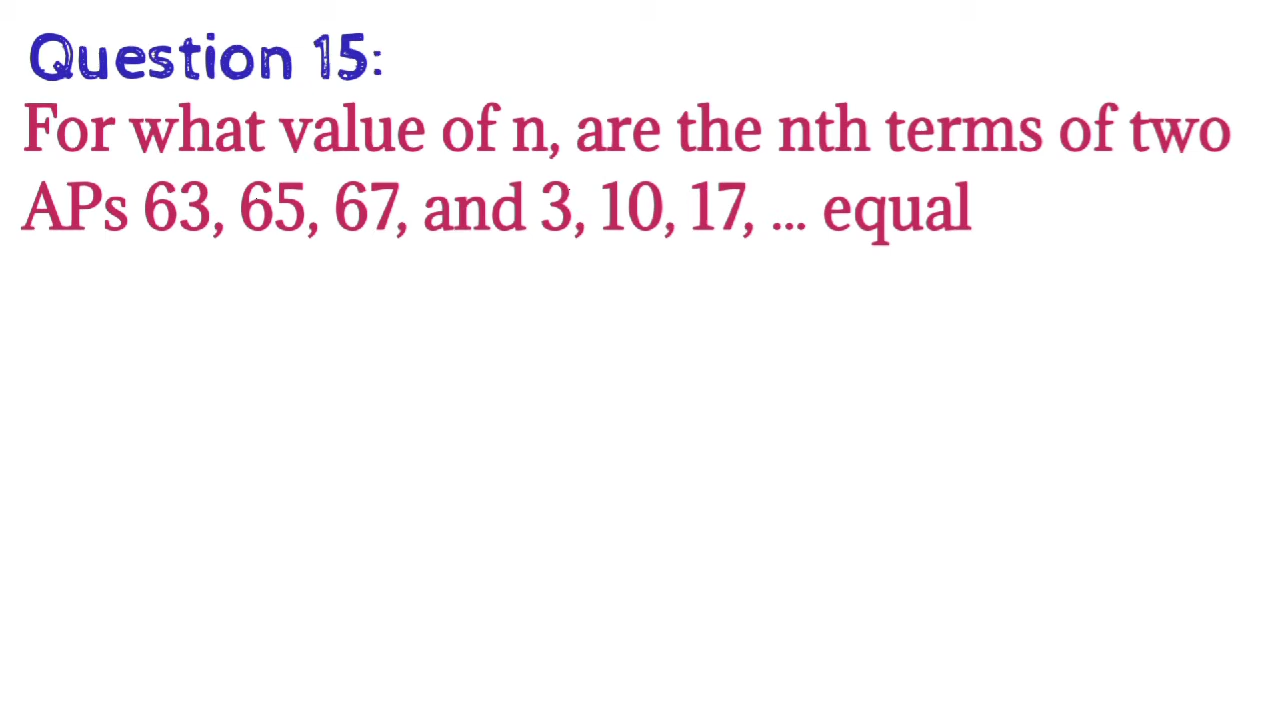 Question 15:
For what value of n, are the nth terms of two
APs 63, 65, 67, and 3, 10, 17, ... equal